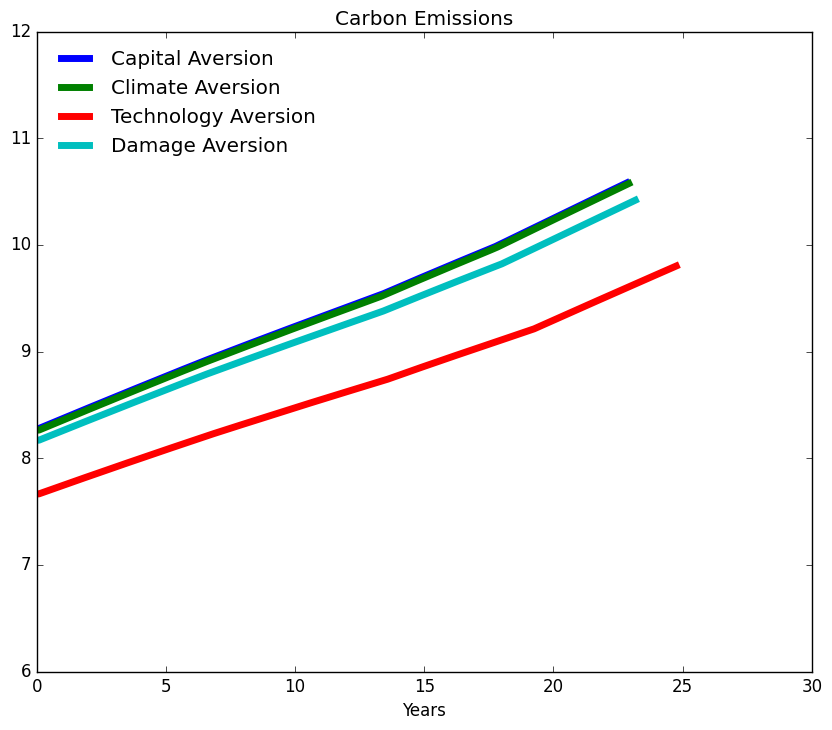 Carbon Emissions
12
11
10
9
8
7
6
Capital Aversion
Climate Aversion
Technology Aversion
Damage Aversion
0 5 10 15 20 25 30
Years